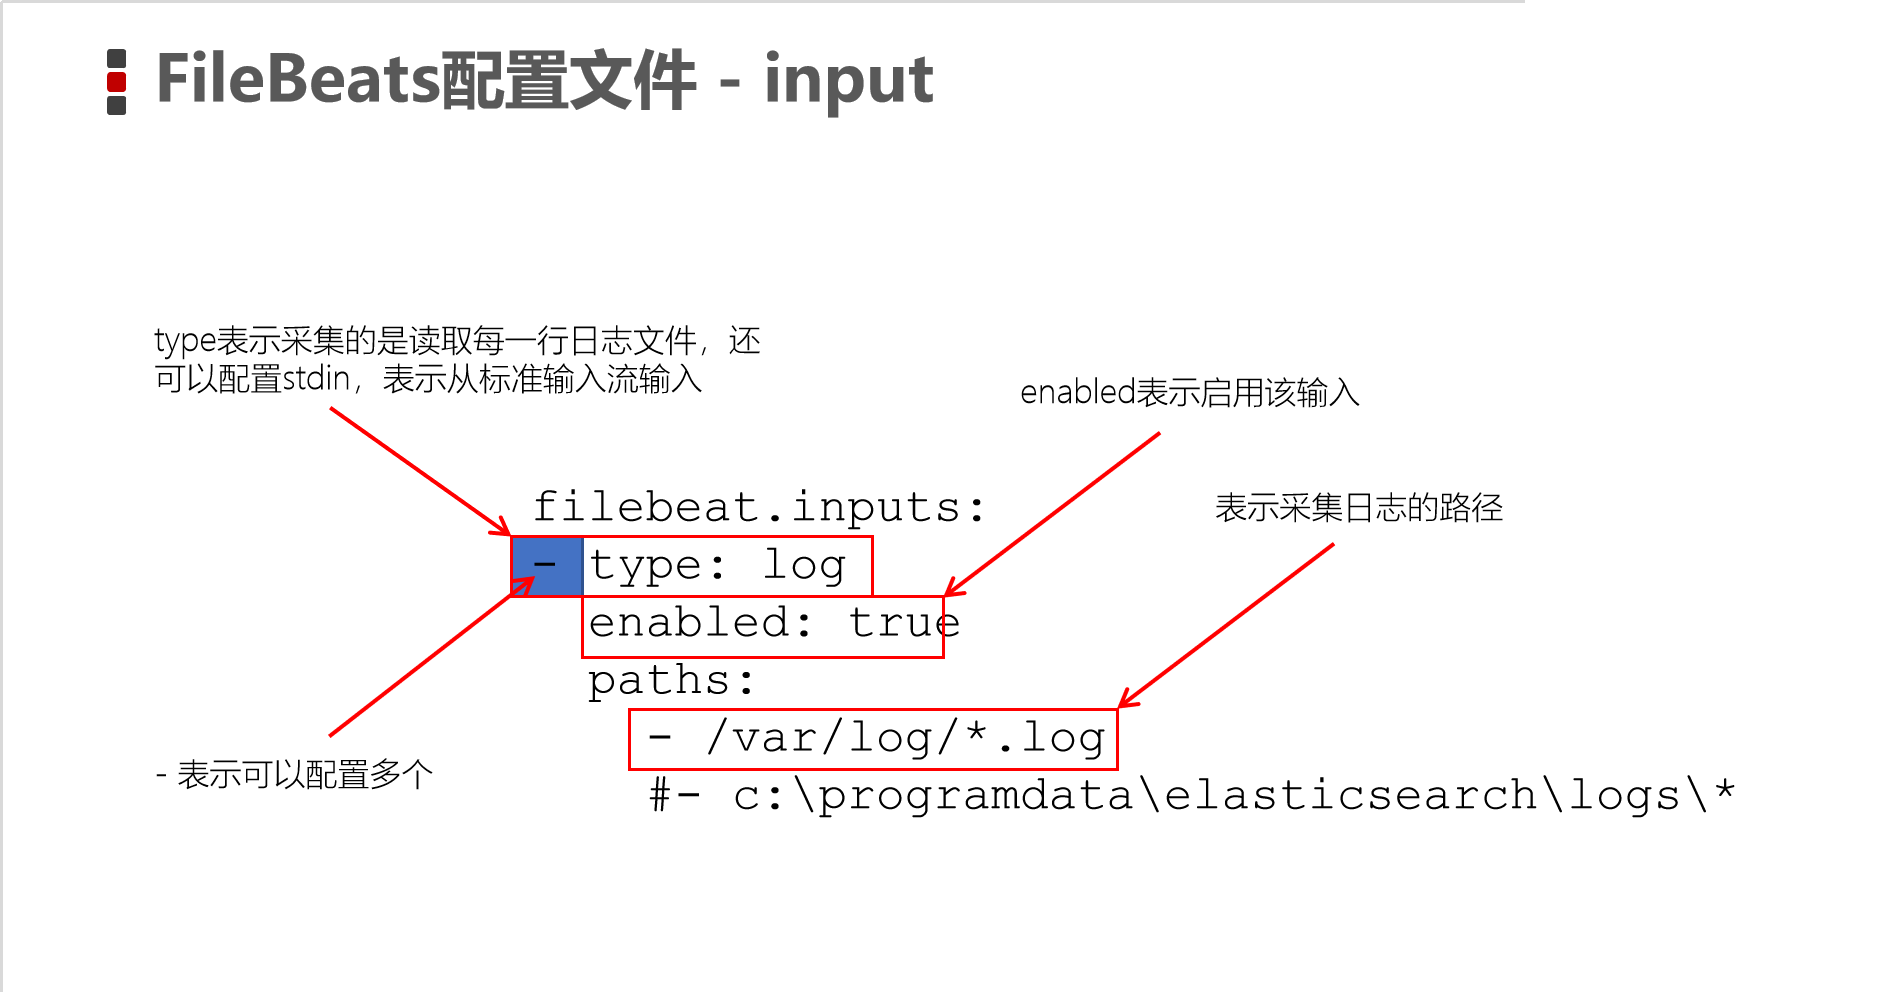 FileBeats配置文件 - input
type表示采集的是读取每一行日志文件，还
可以配置stdin，表示从标准输入流输入
enabled表示启用该输入
表示采集日志的路径
filebeat.inputs:
- type: log
enabled: true
paths:
- /var/log/*.log
#- c:\programdata\elasticsearch\logs\*
- 表示可以配置多个